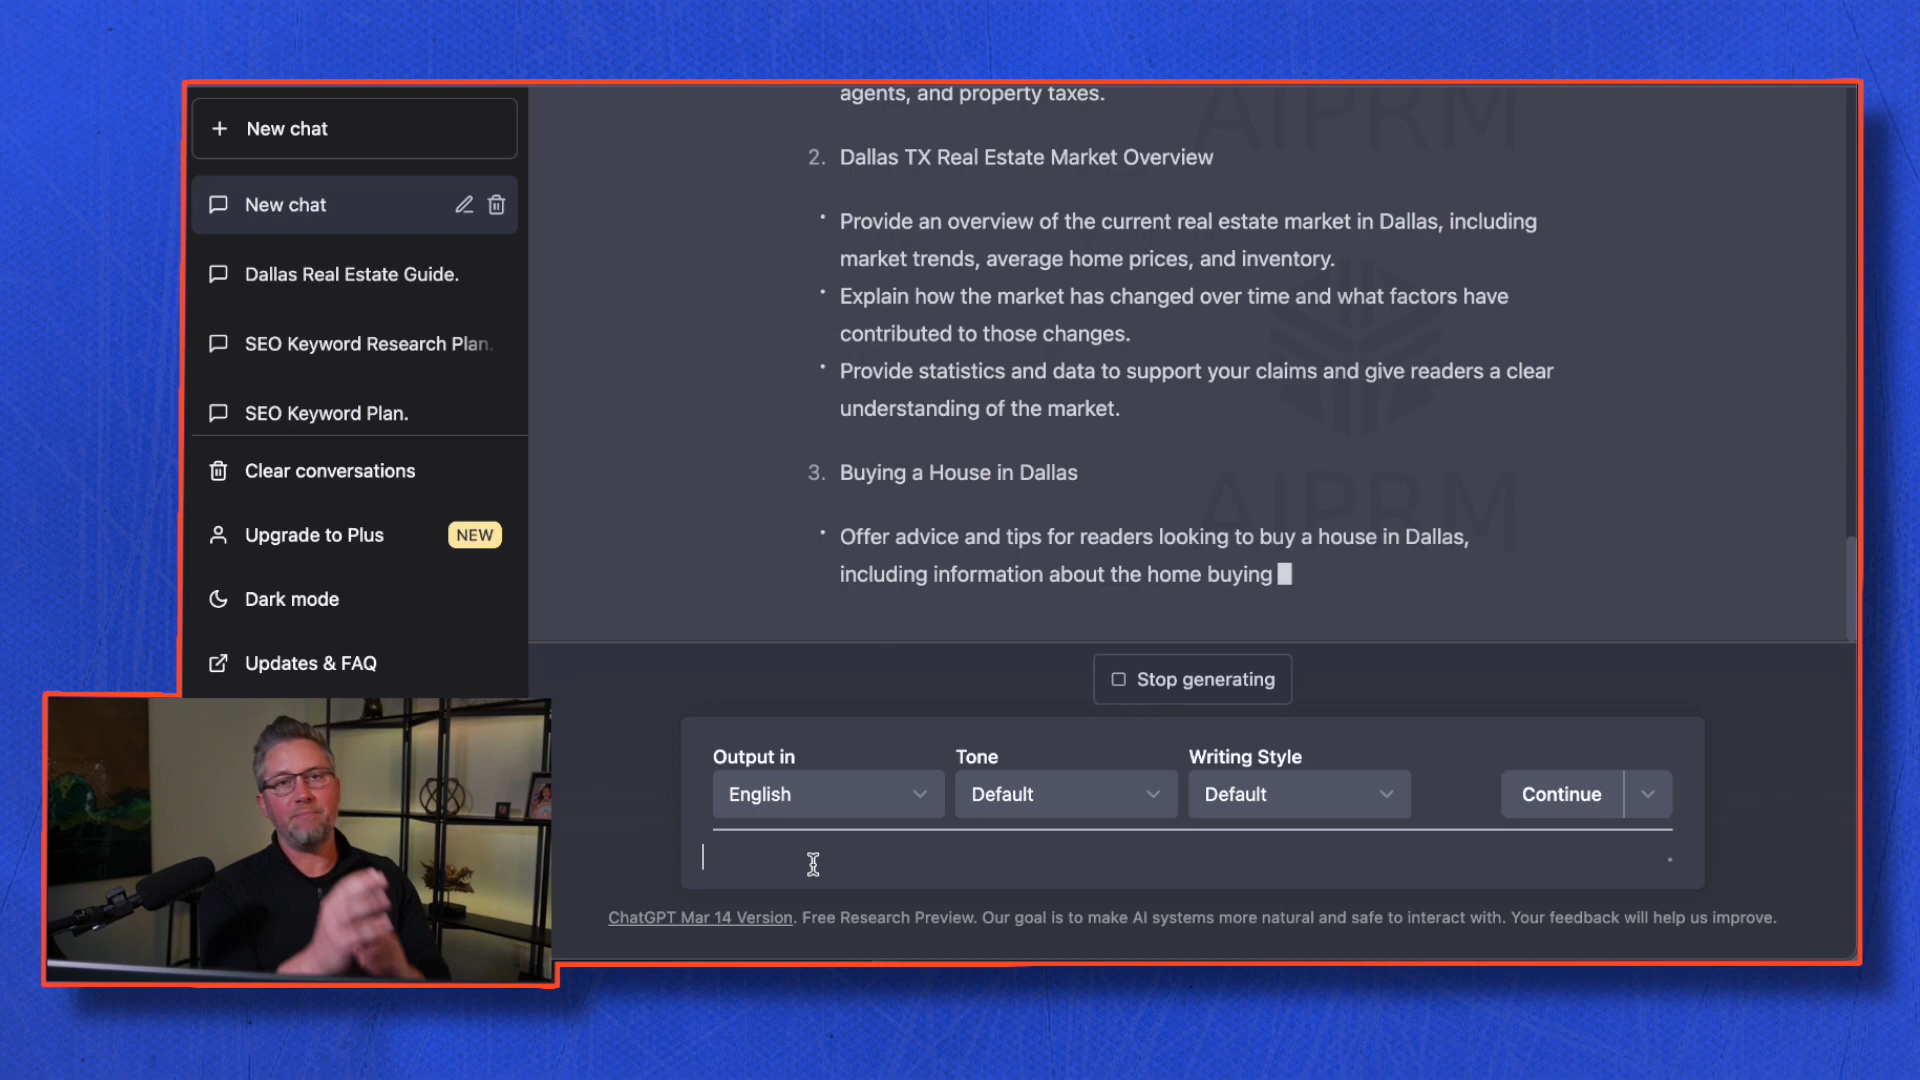 New chat
New chat
Dallas Real Estate Guide.
SEO Keyword Research Plan.
SEO Keyword Plan.
Clear conversations
Upgrade to Plus NEW
Dark mode
Updates & FAQ
agents, and property taxes.
AIPRM
2. Dallas TX Real Estate Market Overview
• Provide an overview of the current real estate market in Dallas, including
market trends, average home prices, and inventory.
• Explain how the market has changed over time and what factors have
contributed to those changes.
• Provide statistics and data to support your claims and give readers a clear
understanding of the market.
3. Buying a House in Dallas
AIPRM
• Offer advice and tips for readers looking to buy a house in Dallas,
including information about the home buying
Stop generating
Output in Tone Writing Style
English Default Default Continue
ChatGPT Mar 14 Version. Free Research Preview. Our goal is to make AI systems more natural and safe to interact with. Your feedback will help us improve.